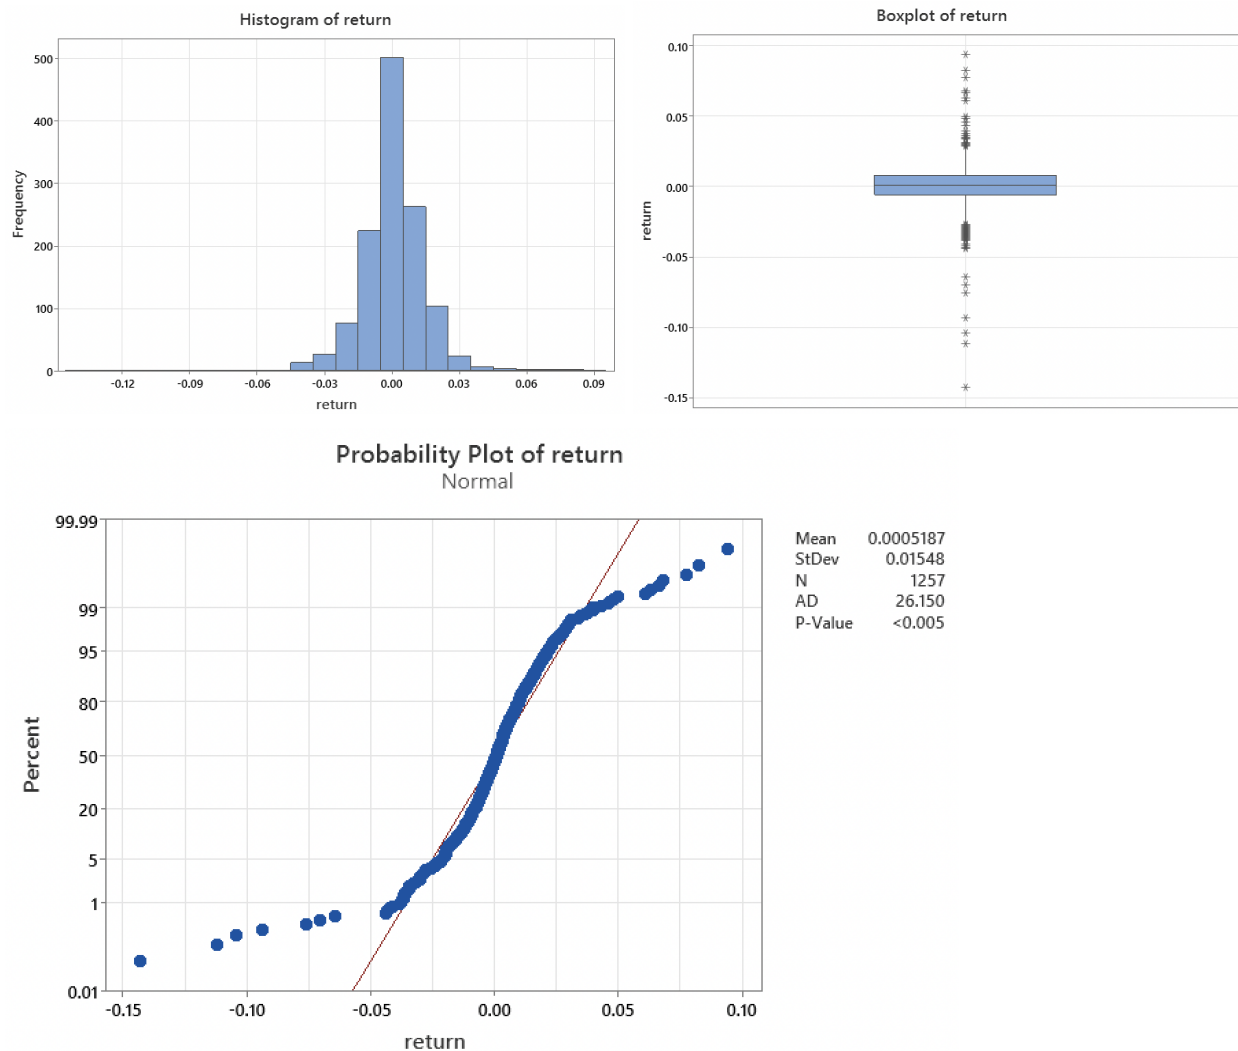 Histogram of return
500
400
300
200
100
0
Frequency
-0.12 -0.09 -0.06 -0.03 0.00 0.03 0.06 0.09
return
Boxplot of return
0.10
0.05
0.00
-0.05
-0.10
-0.15
return
Probability Plot of return
Normal
99.99
99
95
80
50
20
5
1
0.01
Percent
-0.15 -0.10 -0.05 0.00 0.05 0.10
return
Mean 0.0005187
StDev 0.01548
N 1257
AD 26.150
P-Value <0.005